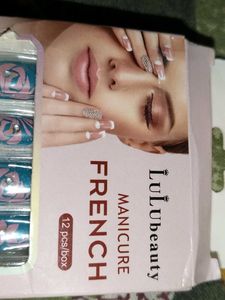 LULUbeauty
MANICURE
FRENCH
12 pcs/box